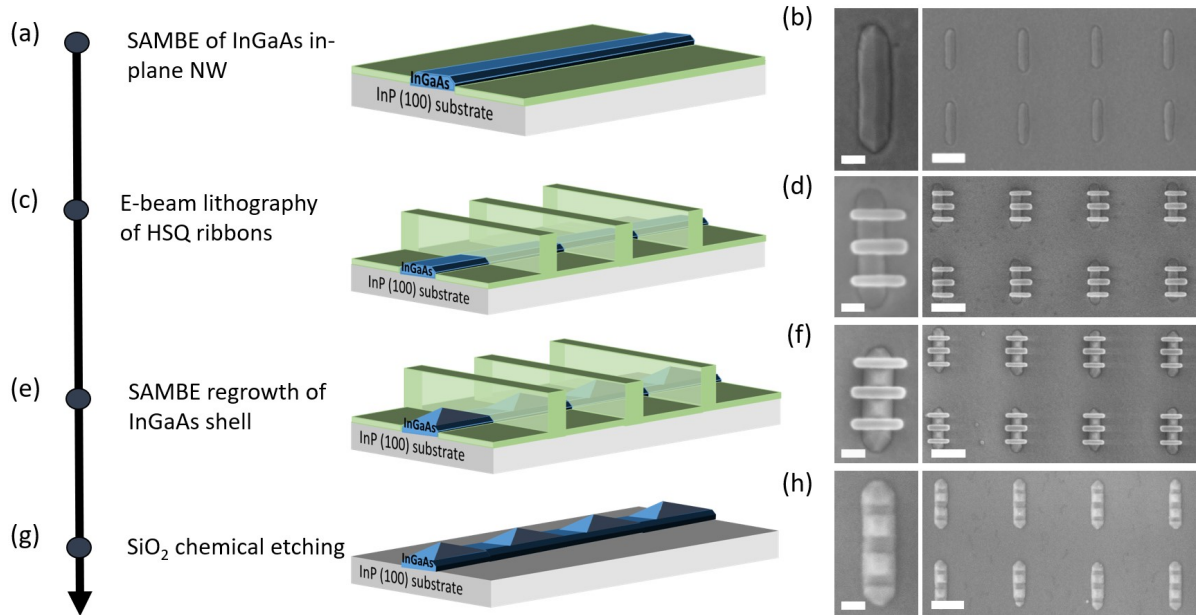 (a)
SAMBE of InGaAs in-
plane NW
InGaAs
InP (100) substrate
(b)
(c)
E-beam lithography
of HSQ ribbons
InGaAs
InP (100) substrate
(d)
(e)
SAMBE regrowth of
InGaAs shell
InGaAs
InP (100) substrate
(f)
(g)
SiO₂ chemical etching
InGaAs
InP (100) substrate
(h)